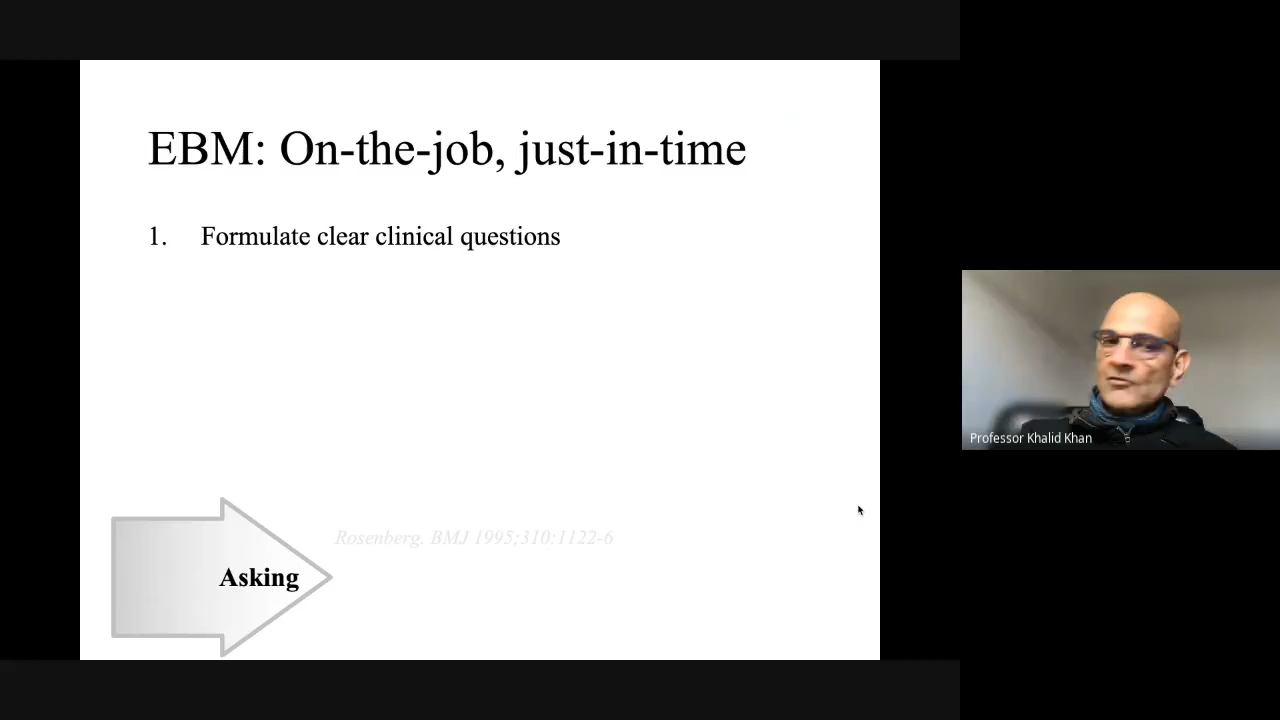 EBM: On-the-job, just-in-time
1. Formulate clear clinical questions
Rosenberg. BMJ 1995;310:1122-6
Asking
Professor Khalid Khan